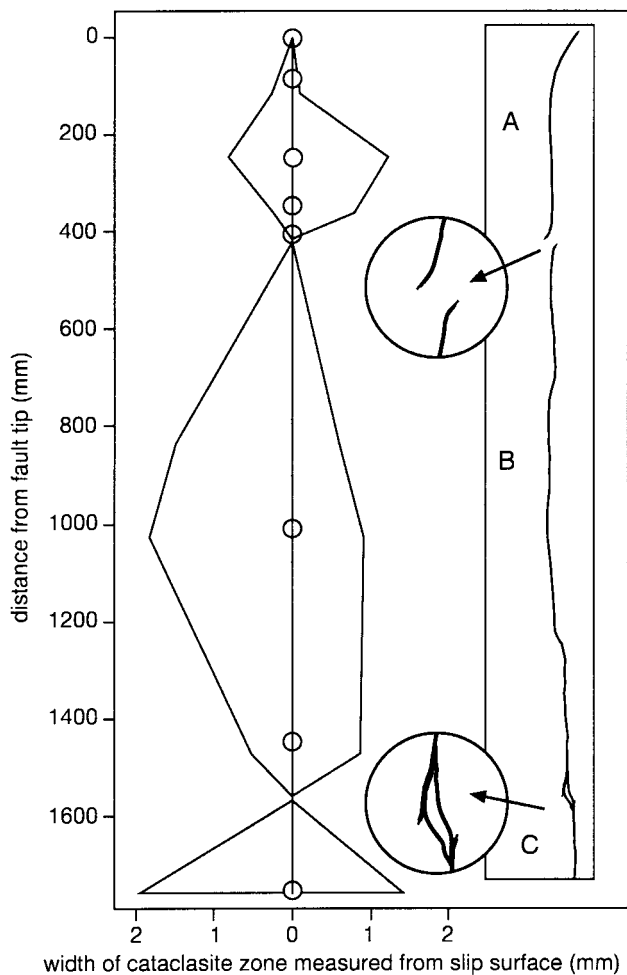 0
200
400
600
800
1000
1200
1400
1600
distance from fault tip (mm)
A
B
C
2 1 0 1 2
width of cataclasite zone measured from slip surface (mm)